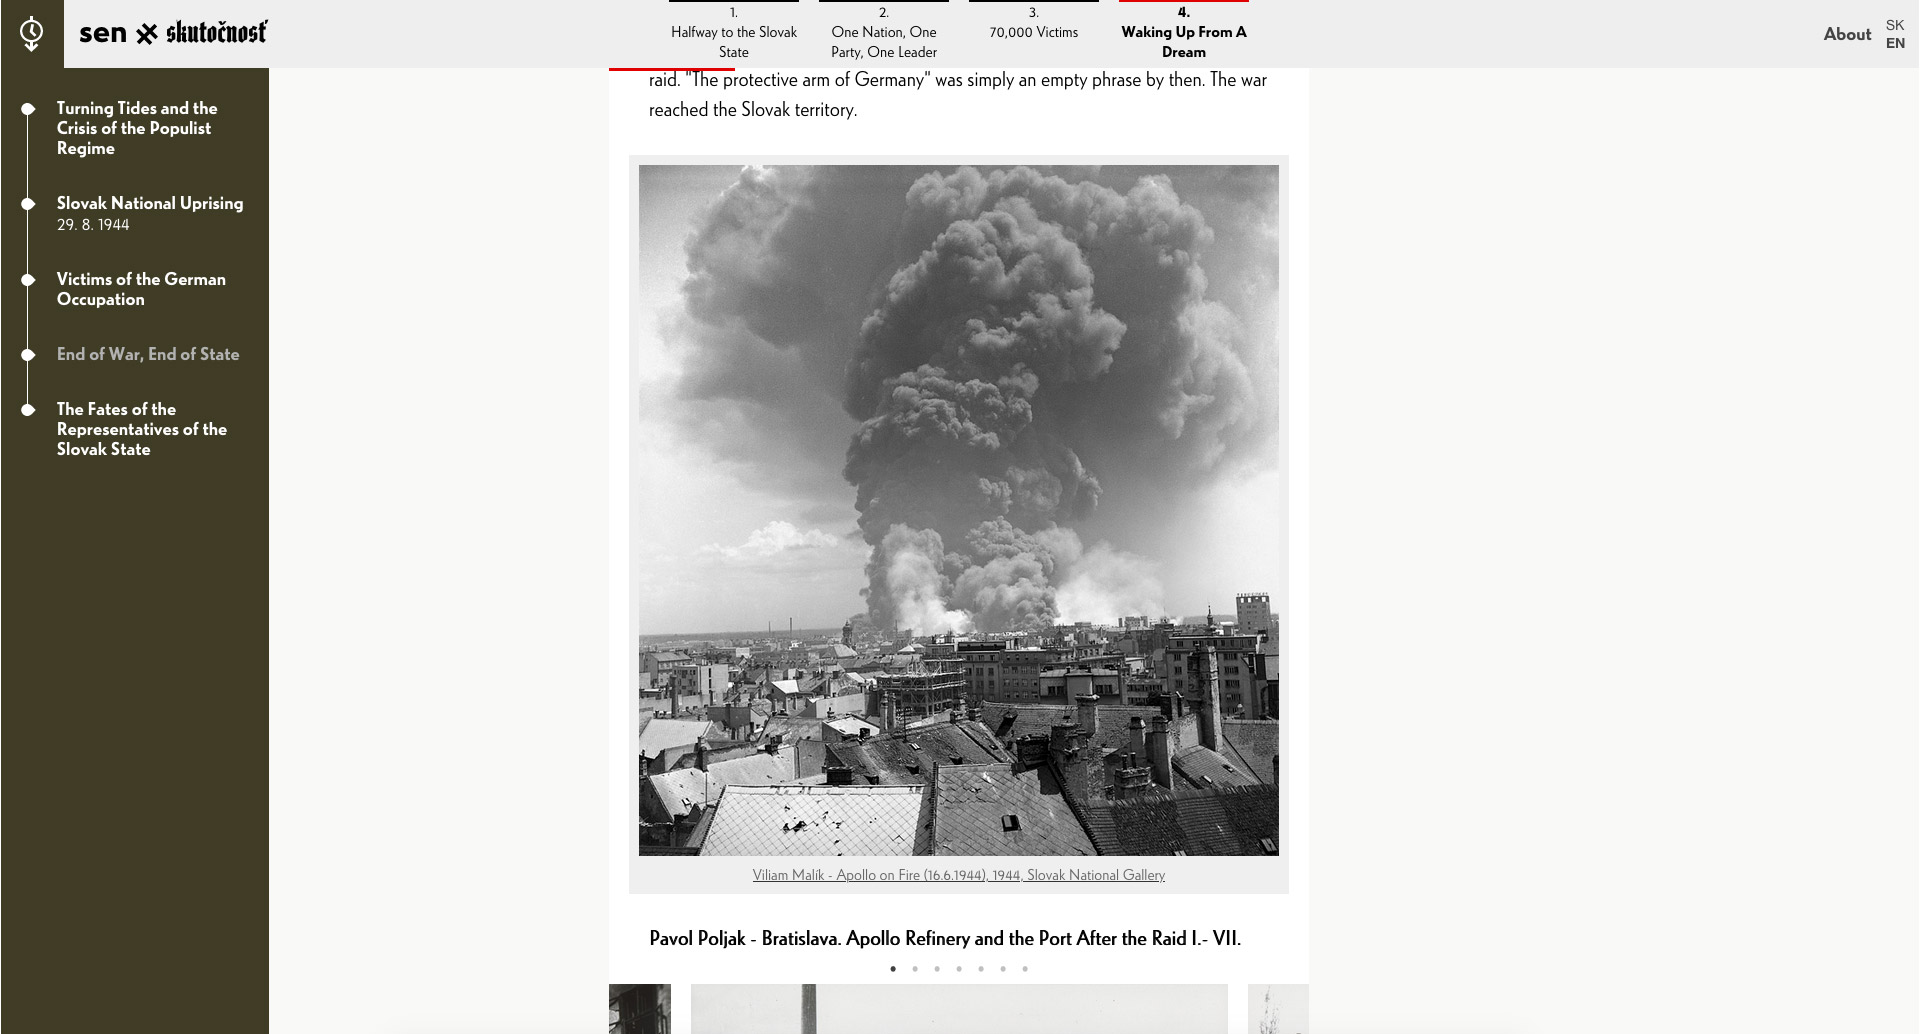 sen x skutočnosť
1.
Halfway to the Slovak
State
2.
One Nation, One
Party, One Leader
3.
70,000 Victims
4.
Waking Up From A
Dream
About
SK
EN
Turning Tides and the
Crisis of the Populist
Regime
Slovak National Uprising
29. 8. 1944
Victims of the German
Occupation
End of War, End of State
The Fates of the
Representatives of the
Slovak State
raid. "The protective arm of Germany" was simply an empty phrase by then. The war
reached the Slovak territory.
Viliam Malík - Apollo on Fire (16.6.1944), 1944, Slovak National Gallery
Pavol Poljak - Bratislava. Apollo Refinery and the Port After the Raid I.- VII.